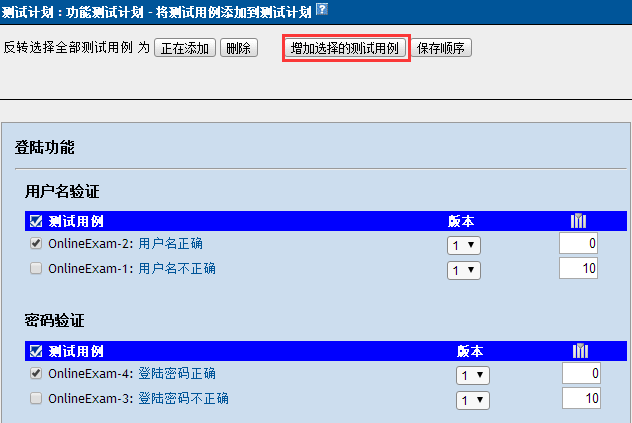 测试计划 : 功能测试计划 - 将测试用例添加到测试计划 ?
反转选择全部测试用例 为 正在添加 删除 增加选择的测试用例 保存顺序
登陆功能
用户名验证
测试用例 版本
OnlineExam-2: 用户名正确 1 0
OnlineExam-1: 用户名不正确 1 10
密码验证
测试用例 版本
OnlineExam-4: 登陆密码正确 1 0
OnlineExam-3: 登陆密码不正确 1 10